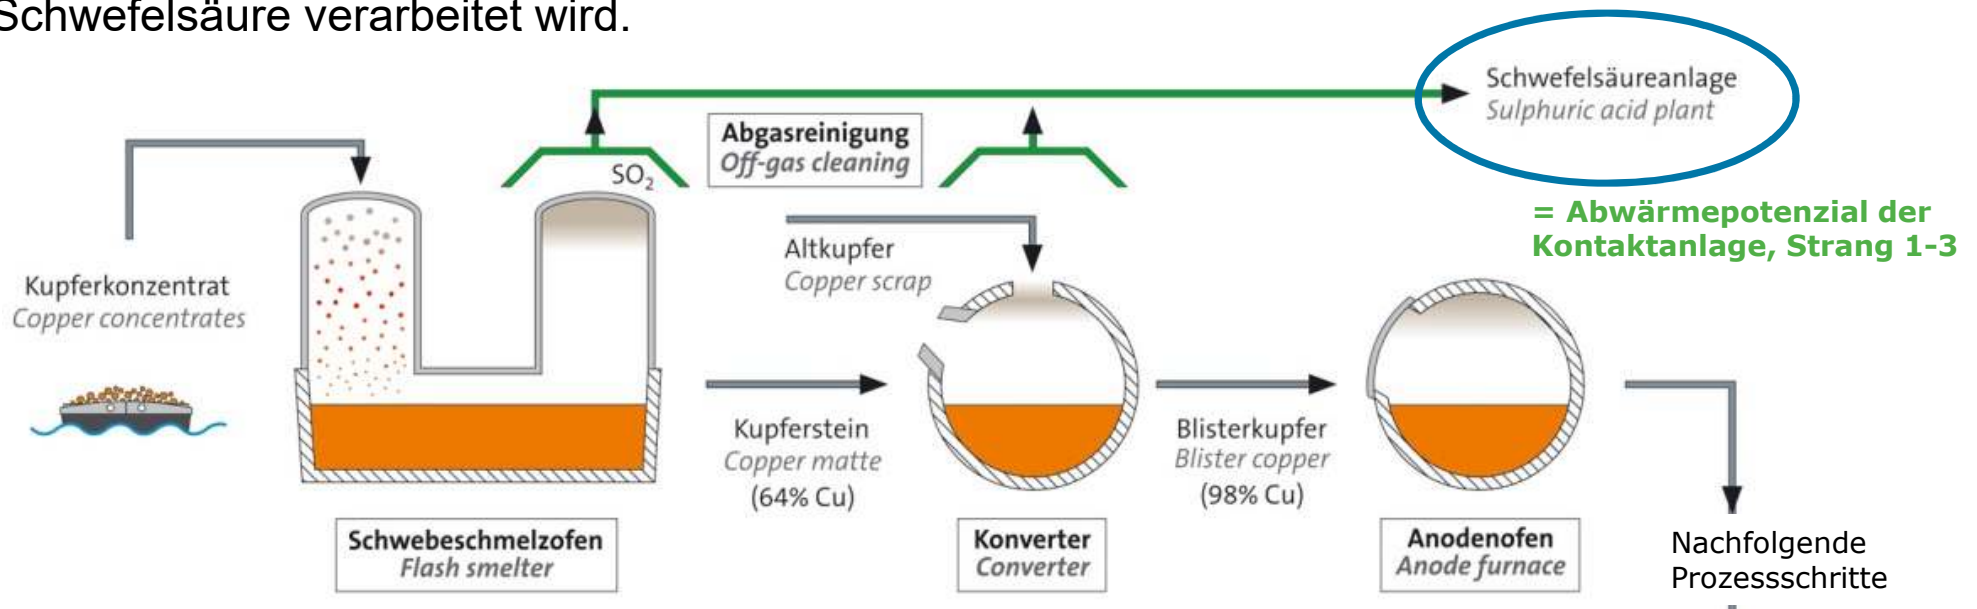 Schwefelsäure verarbeitet wird.
Schwefelsäureanlage
Sulphuric acid plant
Abgasreinigung
Off-gas cleaning
SO₂
= Abwärmepotenzial der
Kontaktanlage, Strang 1-3
Altkupfer
Copper scrap
Kupferkonzentrat
Copper concentrates
Kupferstein
Copper matte
(64% Cu)
Blisterkupfer
Blister copper
(98% Cu)
Schwebeschmelzofen
Flash smelter
Konverter
Converter
Anodenofen
Anode furnace
Nachfolgende
Prozessschritte